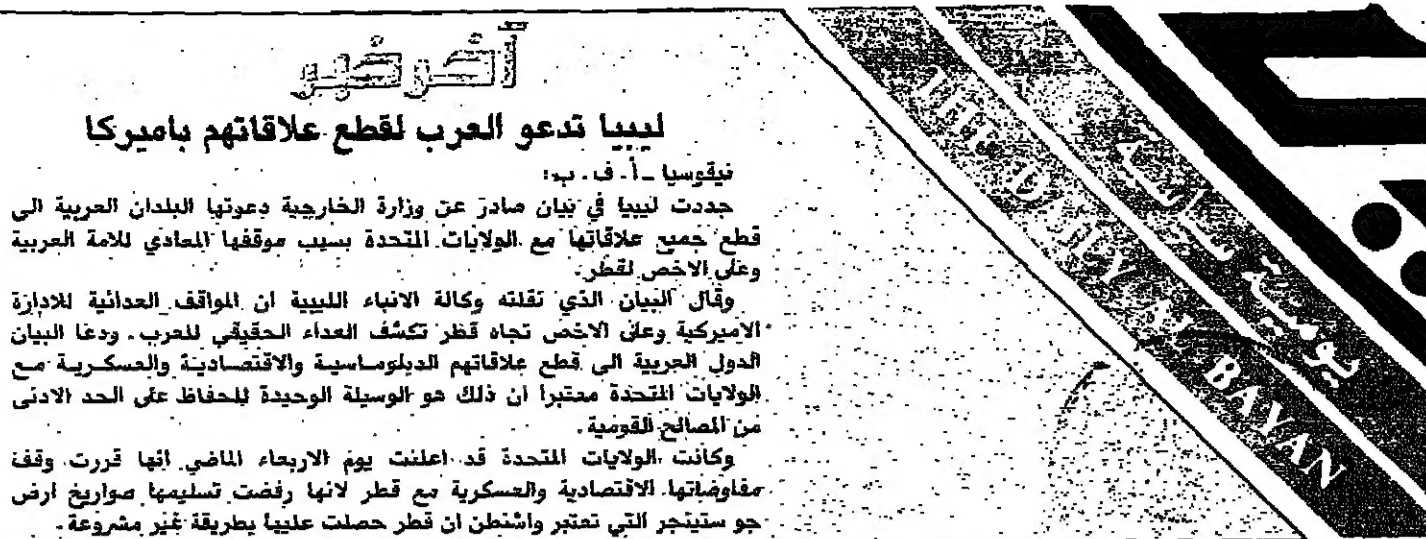 آخر خبر
ليبيا تدعو العرب لقطع علاقاتهم باميركا
نيقوسيا - أ. ف. ب:
جددت ليبيا في بيان صادر عن وزارة الخارجية دعوتها البلدان العربية الى
قطع جميع علاقاتها مع الولايات المتحدة بسبب موقفها المعادي للامة العربية
وعلى الاخص لقطر.
وقال البيان الذي نقلته وكالة الانباء الليبية ان المواقف العدائية للادارة
الاميركية وعلى الاخص تجاه قطر تكشف العداء الحقيقي للعرب. ودعا البيان
الدول العربية الى قطع علاقاتهم الدبلوماسية والاقتصادية والعسكرية مع
الولايات المتحدة معتبرا ان ذلك هو الوسيلة الوحيدة للحفاظ على الحد الادنى
من المصالح القومية.
وكانت الولايات المتحدة قد اعلنت يوم الاربعاء الماضي انها قررت وقف
مفاوضاتها الاقتصادية والعسكرية مع قطر لانها رفضت تسليمها صواريخ ارض
جو ستينجر التي تعتبر واشنطن ان قطر حصلت عليها بطريقة غير مشروعة.
يومية سياسية
THE DAILY AL BAYAN